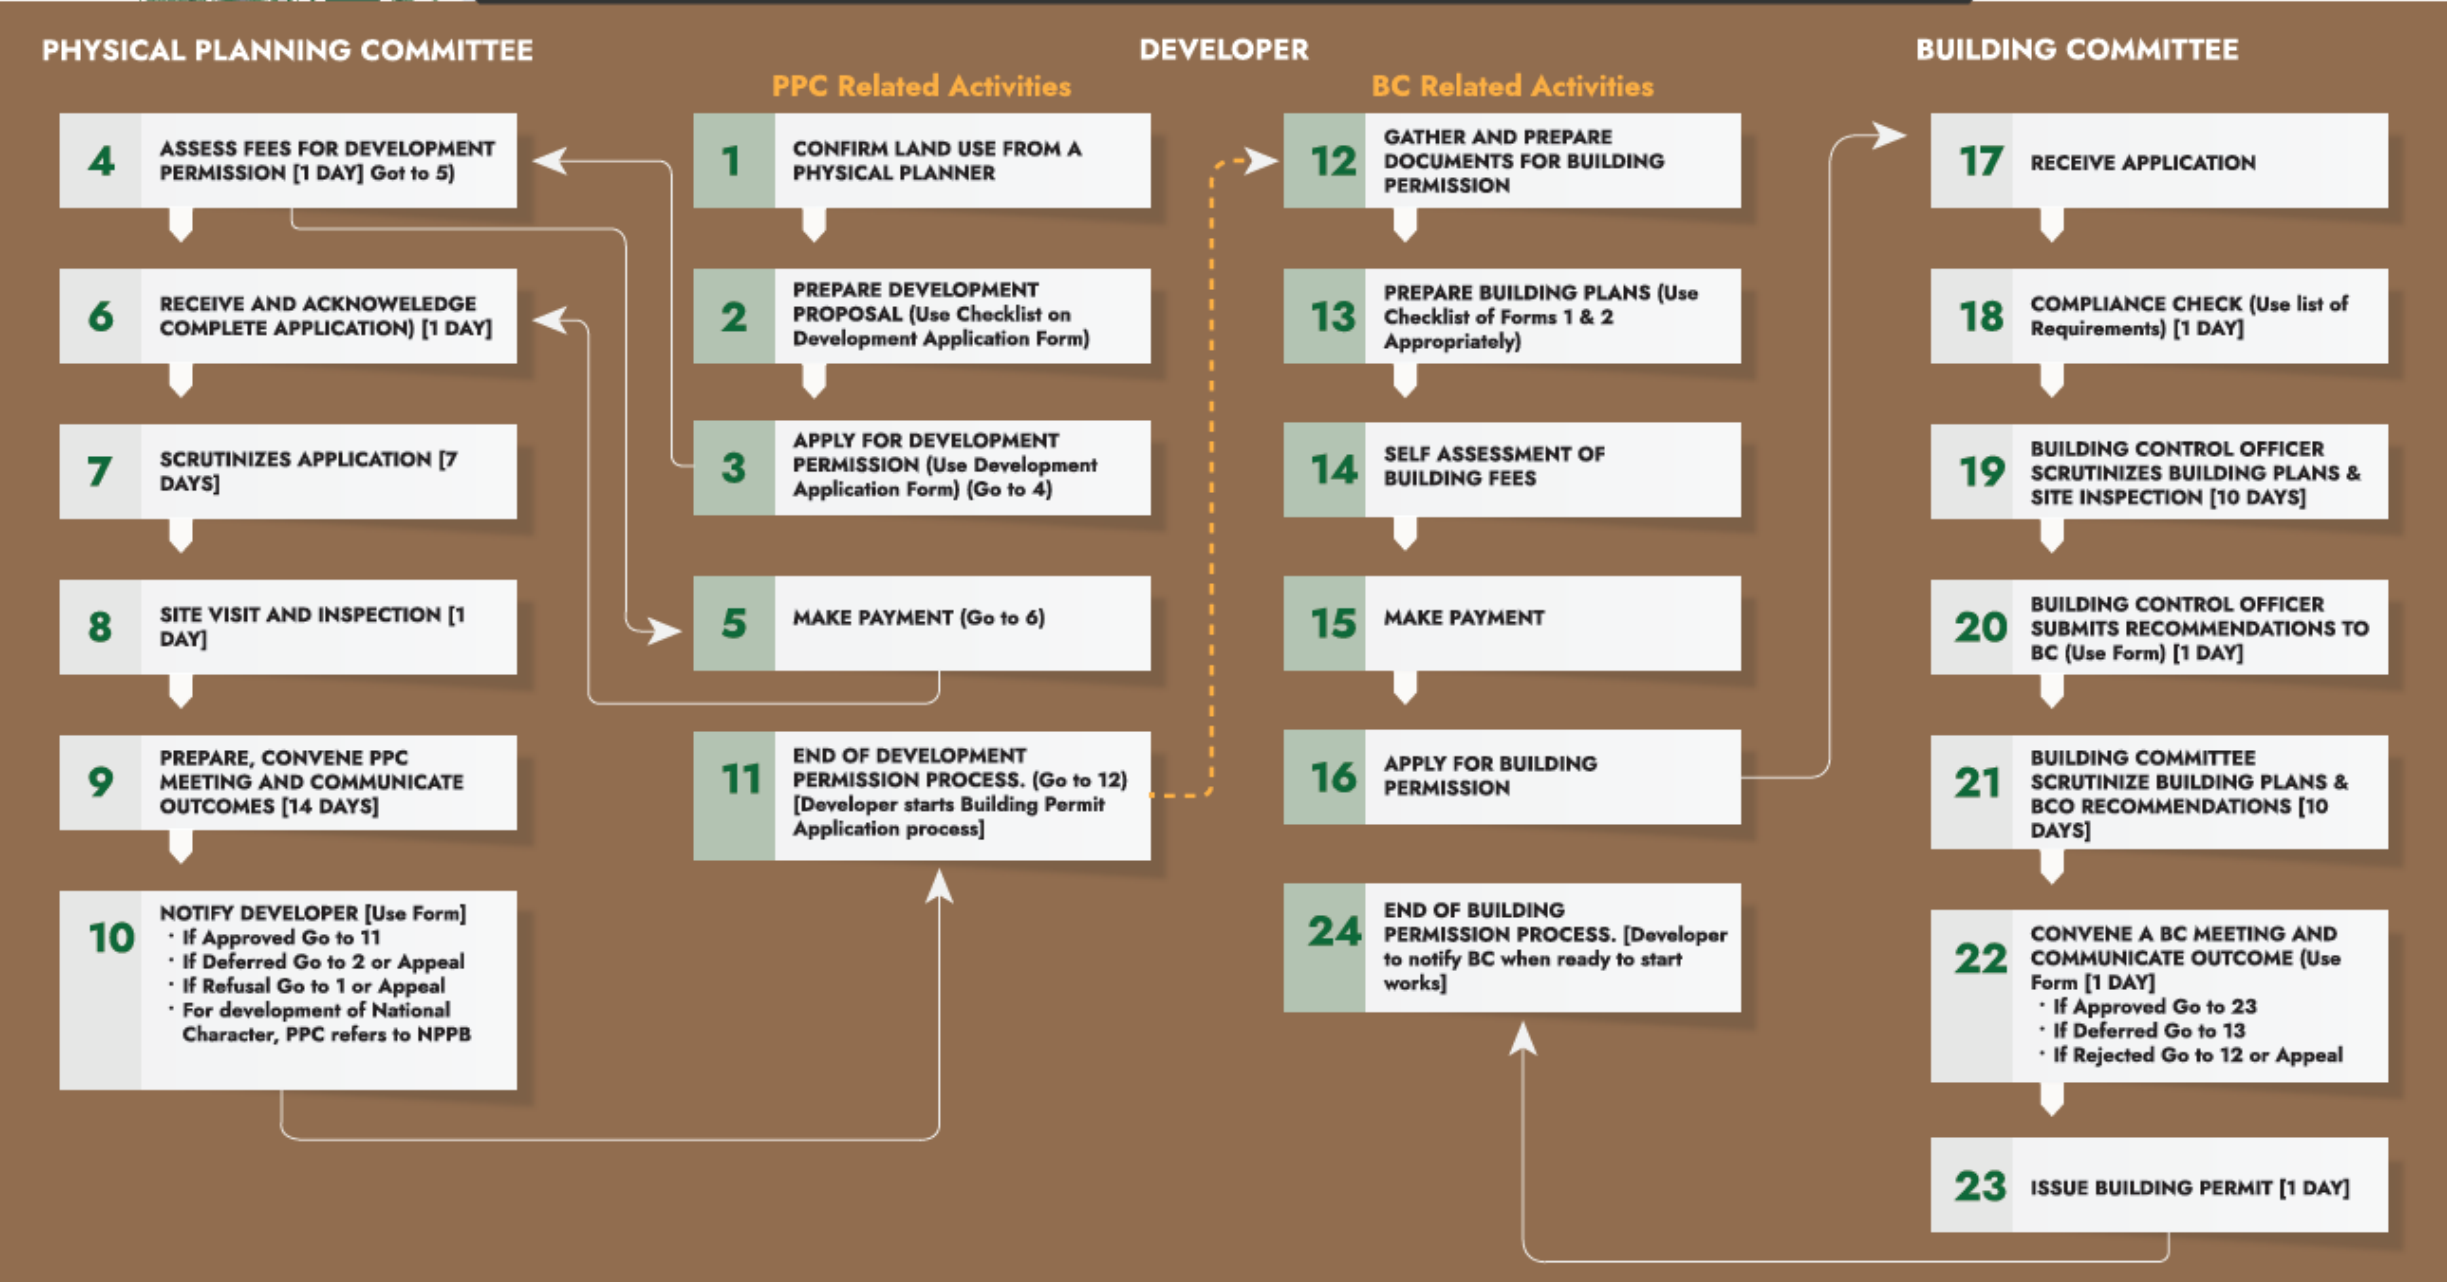 PHYSICAL PLANNING COMMITTEE
DEVELOPER
BUILDING COMMITTEE
PPC Related Activities
BC Related Activities
4
ASSESS FEES FOR DEVELOPMENT
PERMISSION [1 DAY] Got to 5)
6
RECEIVE AND ACKNOWELEDGE
COMPLETE APPLICATION) [1 DAY]
7
SCRUTINIZES APPLICATION [7
DAYS]
8
SITE VISIT AND INSPECTION [1
DAY]
9
PREPARE, CONVENE PPC
MEETING AND COMMUNICATE
OUTCOMES [14 DAYS]
10
NOTIFY DEVELOPER [Use Form]
· If Approved Go to 11
· If Deferred Go to 2 or Appeal
· If Refusal Go to 1 or Appeal
· For development of National
Character, PPC refers to NPPB
1
CONFIRM LAND USE FROM A
PHYSICAL PLANNER
2
PREPARE DEVELOPMENT
PROPOSAL (Use Checklist on
Development Application Form)
3
APPLY FOR DEVELOPMENT
PERMISSION (Use Development
Application Form) (Go to 4)
5
MAKE PAYMENT (Go to 6)
11
END OF DEVELOPMENT
PERMISSION PROCESS. (Go to 12)
[Developer starts Building Permit
Application process]
12
GATHER AND PREPARE
DOCUMENTS FOR BUILDING
PERMISSION
13
PREPARE BUILDING PLANS (Use
Checklist of Forms 1 & 2
Appropriately)
14
SELF ASSESSMENT OF
BUILDING FEES
15
MAKE PAYMENT
16
APPLY FOR BUILDING
PERMISSION
24
END OF BUILDING
PERMISSION PROCESS. [Developer
to notify BC when ready to start
works]
17
RECEIVE APPLICATION
18
COMPLIANCE CHECK (Use list of
Requirements) [1 DAY]
19
BUILDING CONTROL OFFICER
SCRUTINIZES BUILDING PLANS &
SITE INSPECTION [10 DAYS]
20
BUILDING CONTROL OFFICER
SUBMITS RECOMMENDATIONS TO
BC (Use Form) [1 DAY]
21
BUILDING COMMITTEE
SCRUTINIZE BUILDING PLANS &
BCO RECOMMENDATIONS [10
DAYS]
22
CONVENE A BC MEETING AND
COMMUNICATE OUTCOME (Use
Form [1 DAY]
· If Approved Go to 23
· If Deferred Go to 13
· If Rejected Go to 12 or Appeal
23
ISSUE BUILDING PERMIT [1 DAY]